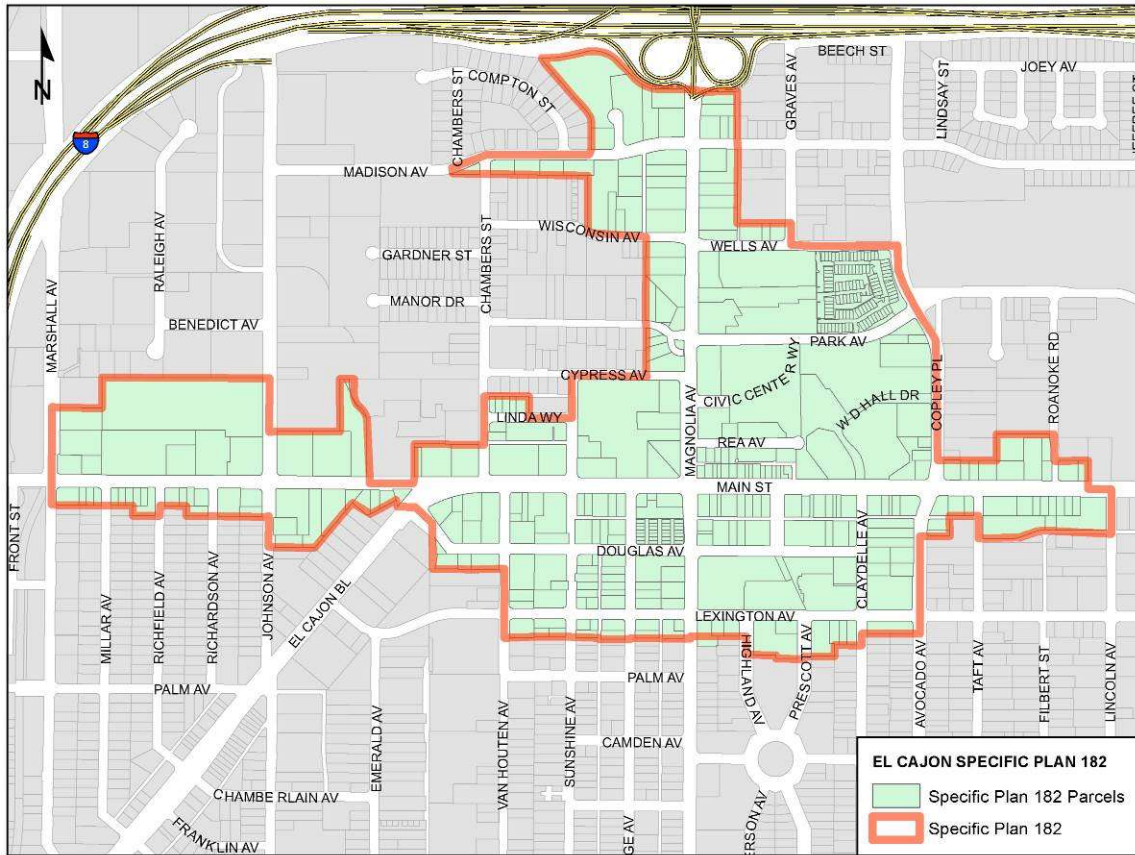 N
BEECH ST
JOEY AV
COMPTON ST
CHAMBERS ST
GRAVES AV
LINDSAY ST
8
MADISON AV
RALEIGH AV
WISCONSIN AV
WELLS AV
GARDNER ST
CHAMBERS ST
MANOR DR
MARSHALL AV
BENEDICT AV
PARK AV
CYPRESS AV
CIVIC CENTER WY
W D HALL DR
COPLEY PL
ROANOKE RD
LINDA WY
MAGNOLIA AV
REA AV
MAIN ST
FRONT ST
DOUGLAS AV
CLAYDELLE AV
MILLAR AV
RICHFIELD AV
RICHARDSON AV
JOHNSON AV
EL CAJON BL
LEXINGTON AV
HIGHLAND AV
PRESCOTT AV
AVOCADO AV
TAFT AV
FILBERT ST
LINCOLN AV
PALM AV
PALM AV
EMERALD AV
VAN HOUTEN AV
SUNSHINE AV
CAMDEN AV
CHAMBERLAIN AV
FRANKLIN AV
GE AV
ERSON AV
EL CAJON SPECIFIC PLAN 182
Specific Plan 182 Parcels
Specific Plan 182